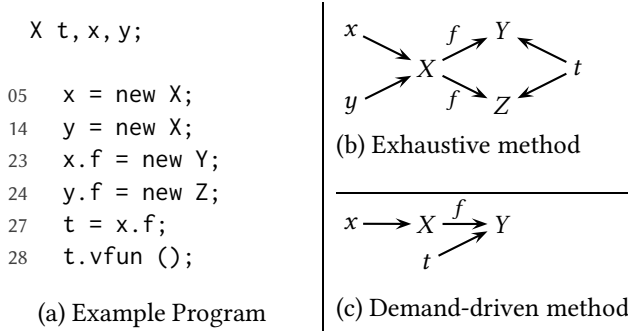 X t, x, y;
05 x = new X;
14 y = new X;
23 x.f = new Y;
24 y.f = new Z;
27 t = x.f;
28 t.vfun ();
(a) Example Program
x f Y
X t
y f Z
(b) Exhaustive method
x X f Y
t
(c) Demand-driven method